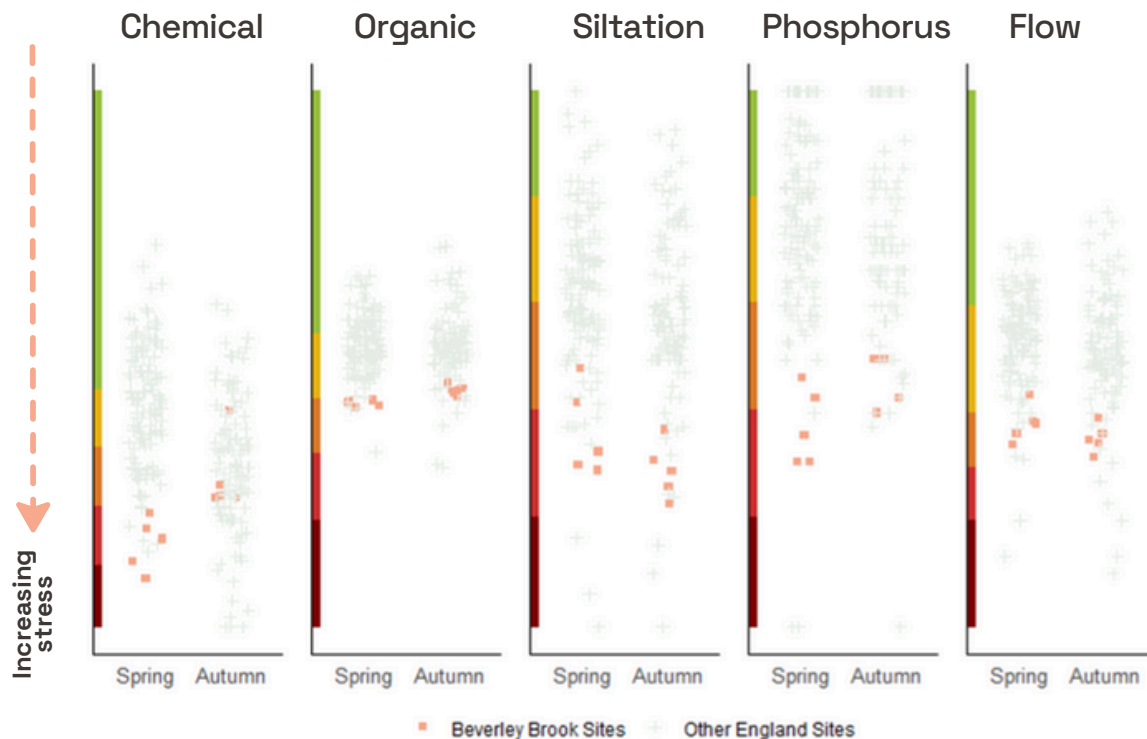 Chemical Organic Siltation Phosphorus Flow
Increasing
stress
Spring Autumn Spring Autumn Spring Autumn Spring Autumn Spring Autumn
Beverley Brook Sites Other England Sites